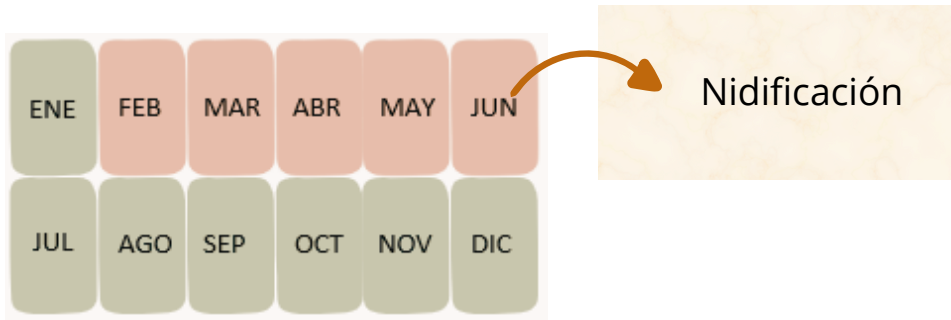 ENE FEB MAR ABR MAY JUN
JUL AGO SEP OCT NOV DIC
Nidificación